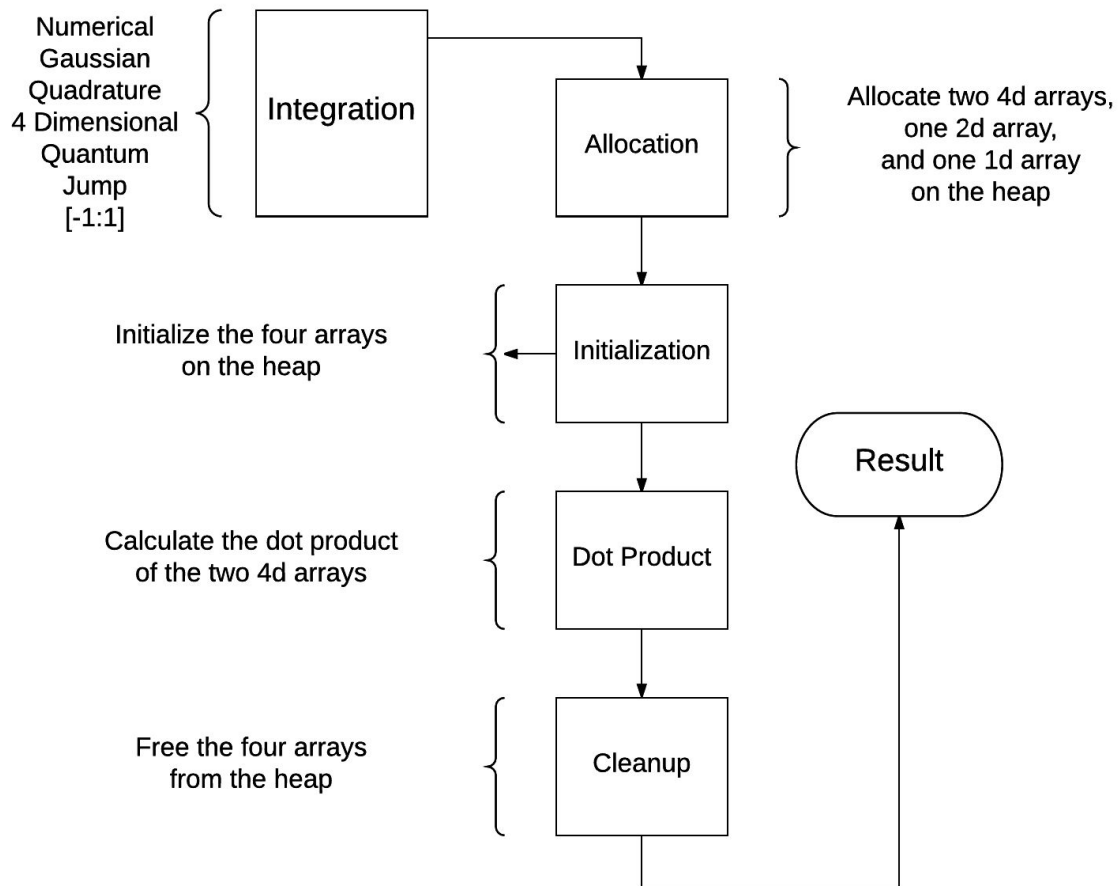 Numerical
Gaussian
Quadrature
4 Dimensional
Quantum
Jump
[-1:1]
Integration
Allocation
Allocate two 4d arrays,
one 2d array,
and one 1d array
on the heap
Initialize the four arrays
on the heap
Initialization
Result
Calculate the dot product
of the two 4d arrays
Dot Product
Free the four arrays
from the heap
Cleanup